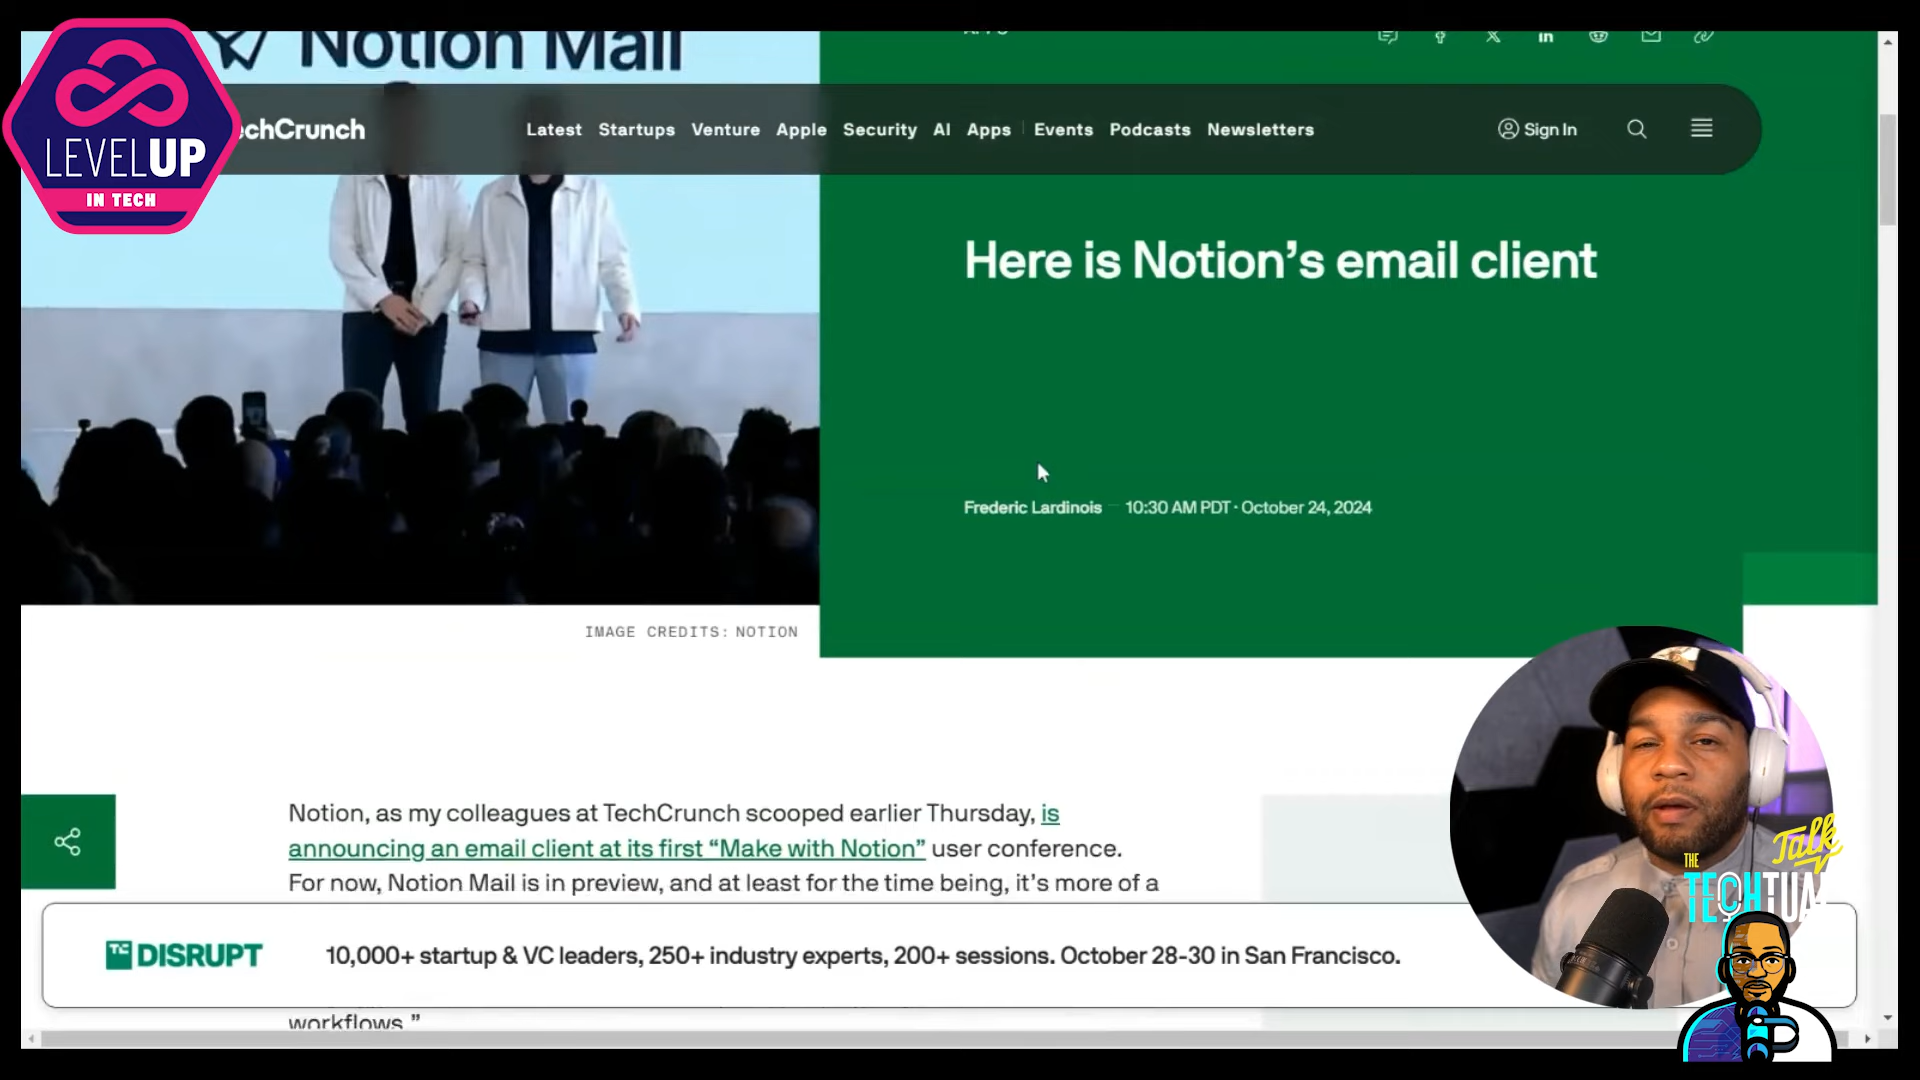 Notion Mail
LEVELUP
IN TECH
echCrunch
Latest Startups Venture Apple Security AI Apps Events Podcasts Newsletters
Sign In
Here is Notion's email client
Frederic Lardinois — 10:30 AM PDT · October 24, 2024
IMAGE CREDITS: NOTION
Notion, as my colleagues at TechCrunch scooped earlier Thursday, is
announcing an email client at its first “Make with Notion” user conference.
For now, Notion Mail is in preview, and at least for the time being, it's more of a
TC DISRUPT
10,000+ startup & VC leaders, 250+ industry experts, 200+ sessions. October 28-30 in San Francisco.
workflows.”
THE
TECHTUAL
Talk